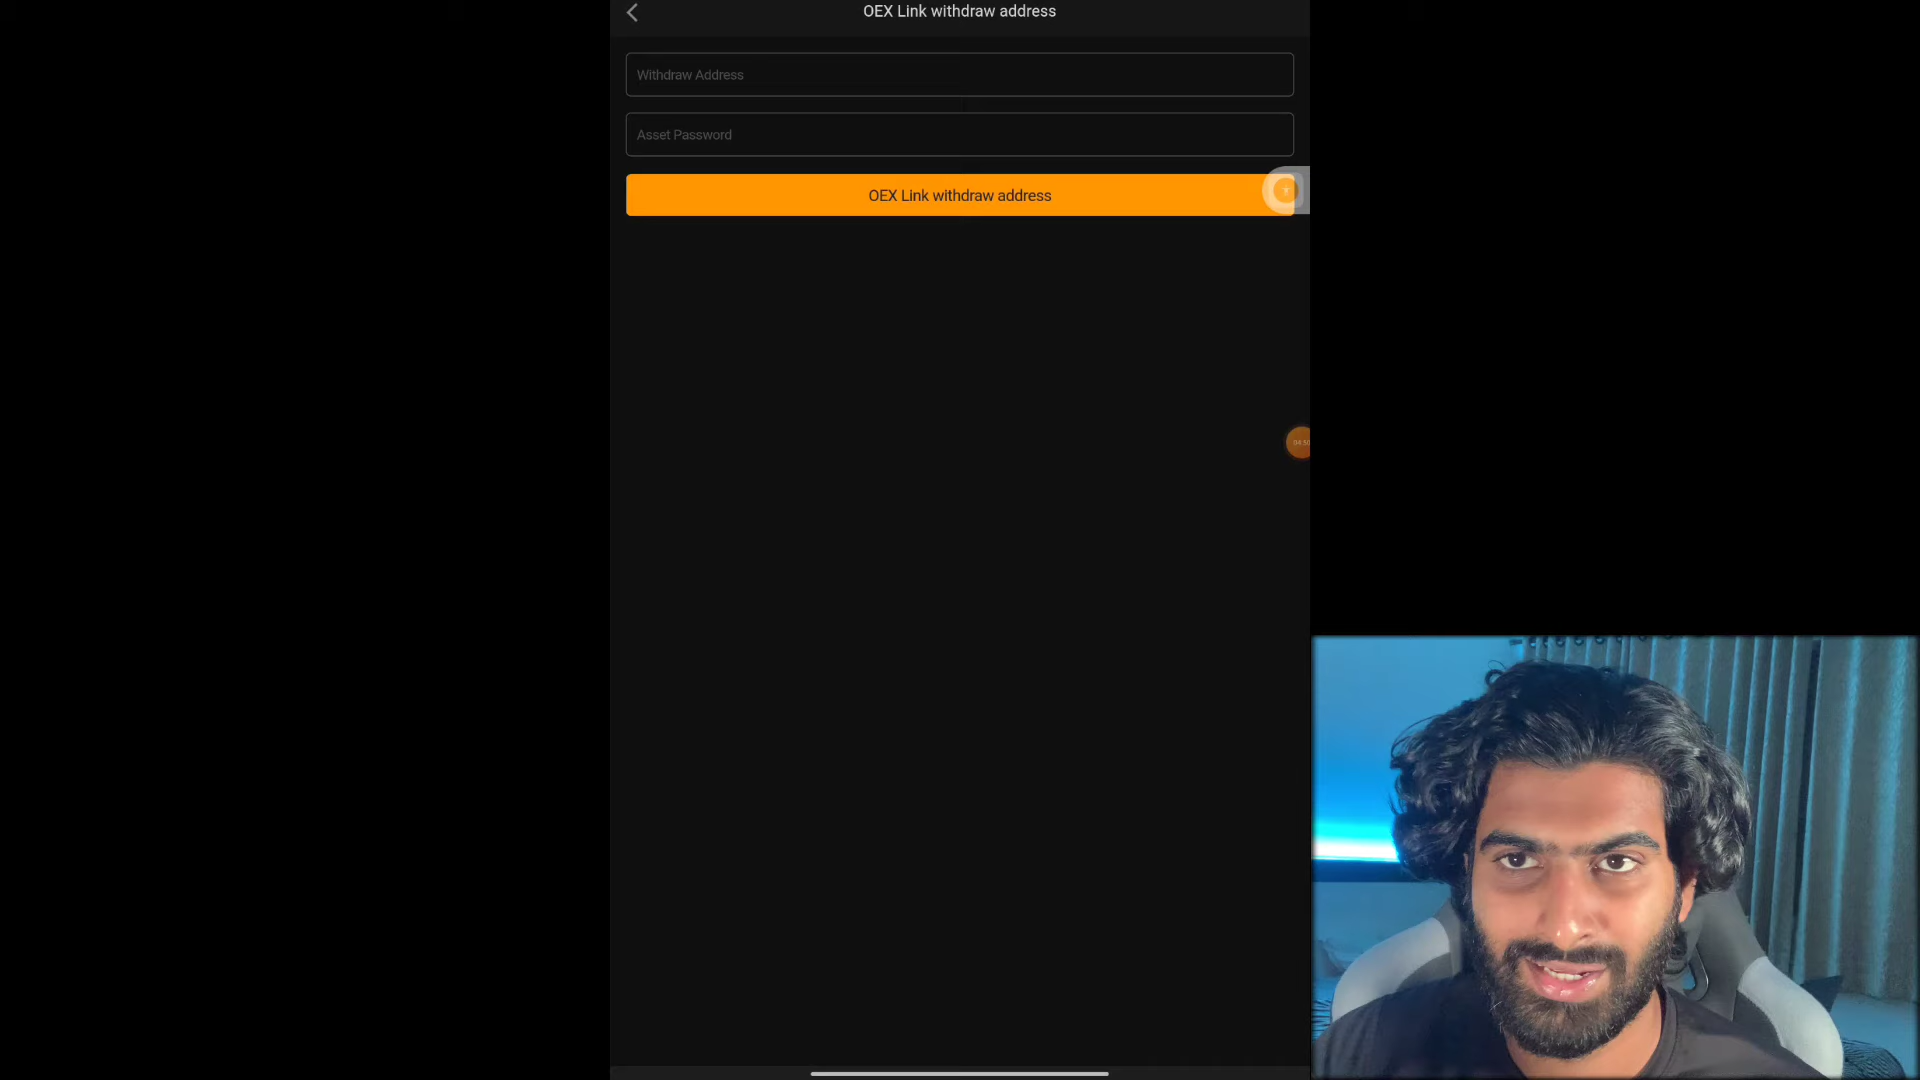 OEX Link withdraw address
Withdraw Address
Asset Password
OEX Link withdraw address